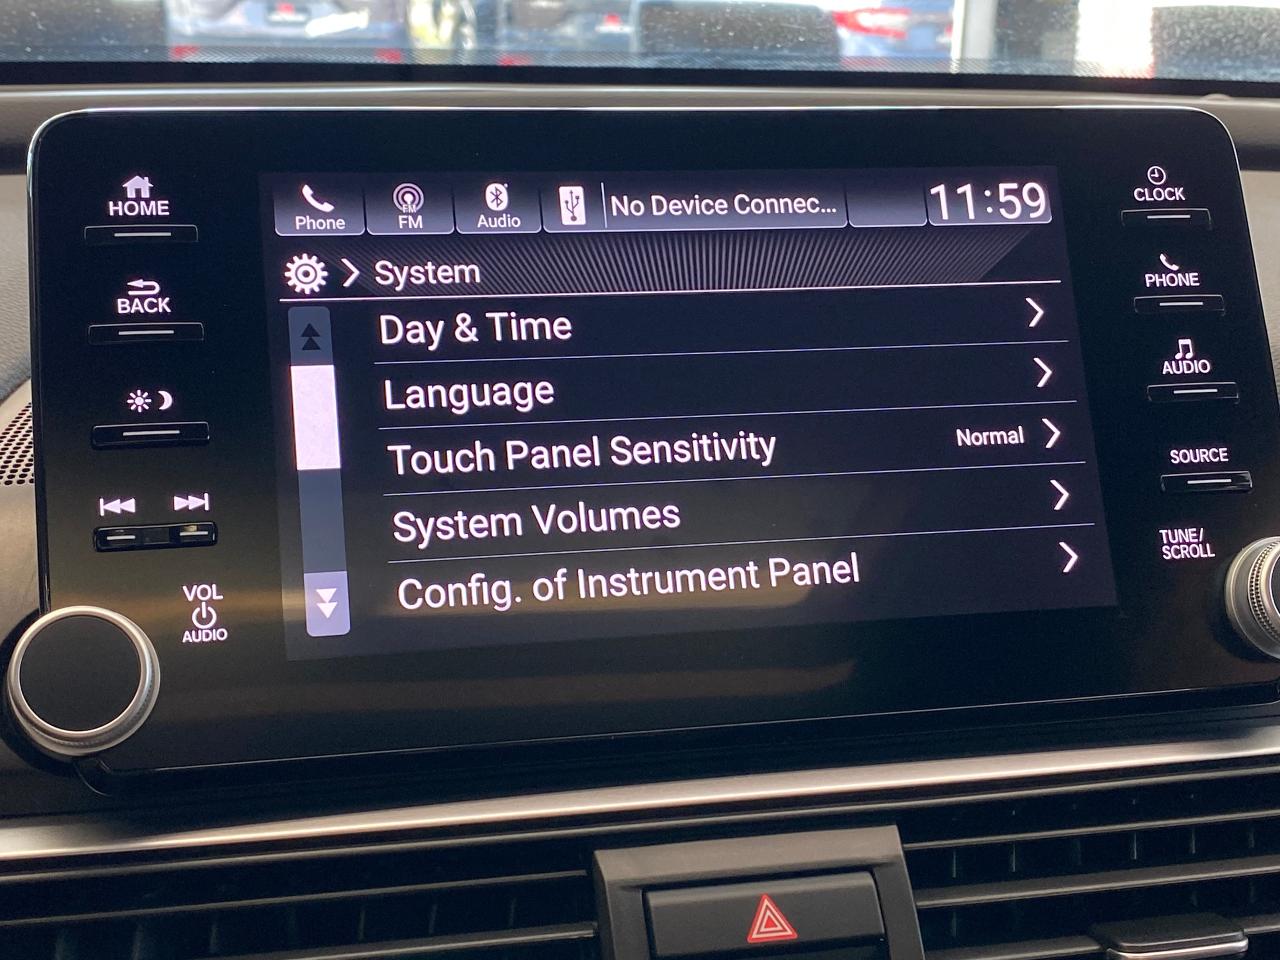 HOME
BACK
VOL
AUDIO
Phone
FM
FM
Audio
No Device Connec...
11:59
System
Day & Time
Language
Touch Panel Sensitivity Normal
System Volumes
Config. of Instrument Panel
CLOCK
PHONE
AUDIO
SOURCE
TUNE/
SCROLL